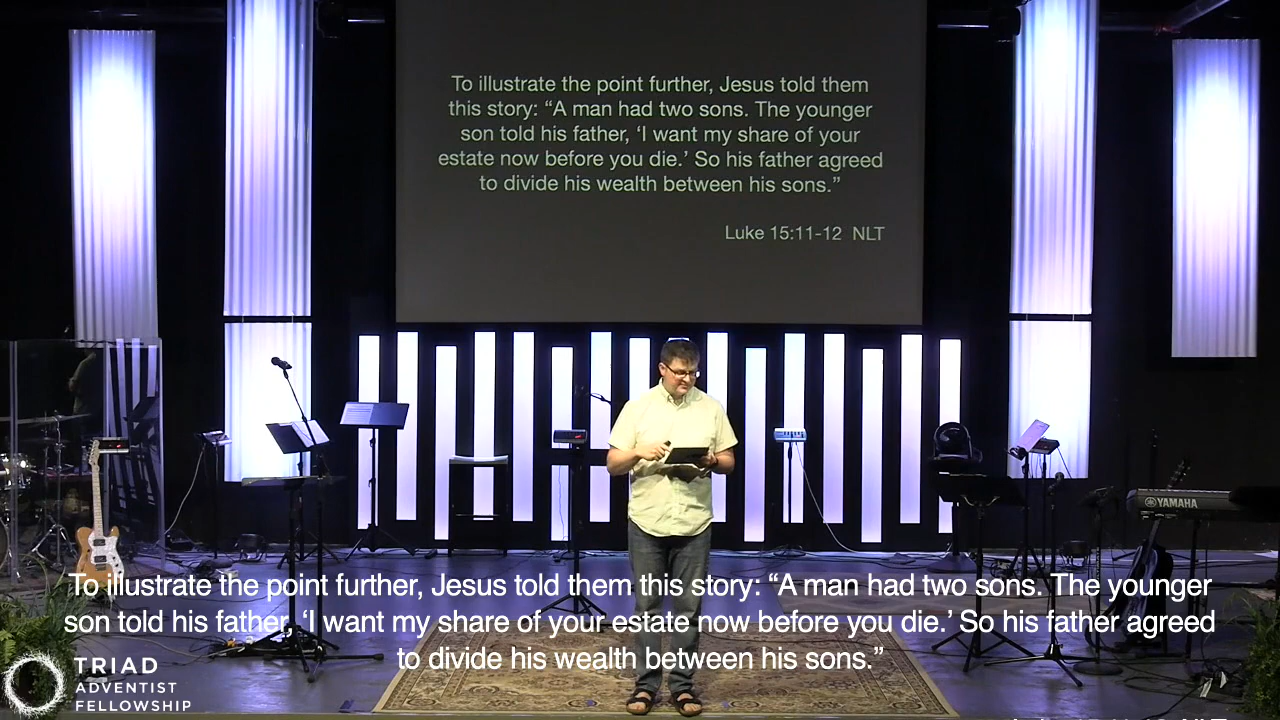 To illustrate the point further, Jesus told them
this story: “A man had two sons. The younger
son told his father, ‘I want my share of your
estate now before you die.’ So his father agreed
to divide his wealth between his sons.”
Luke 15:11-12 NLT
YAMAHA
To illustrate the point further, Jesus told them this story: “A man had two sons. The younger
son told his father, ‘I want my share of your estate now before you die.’ So his father agreed
to divide his wealth between his sons.”
TRIAD
ADVENTIST
FELLOWSHIP